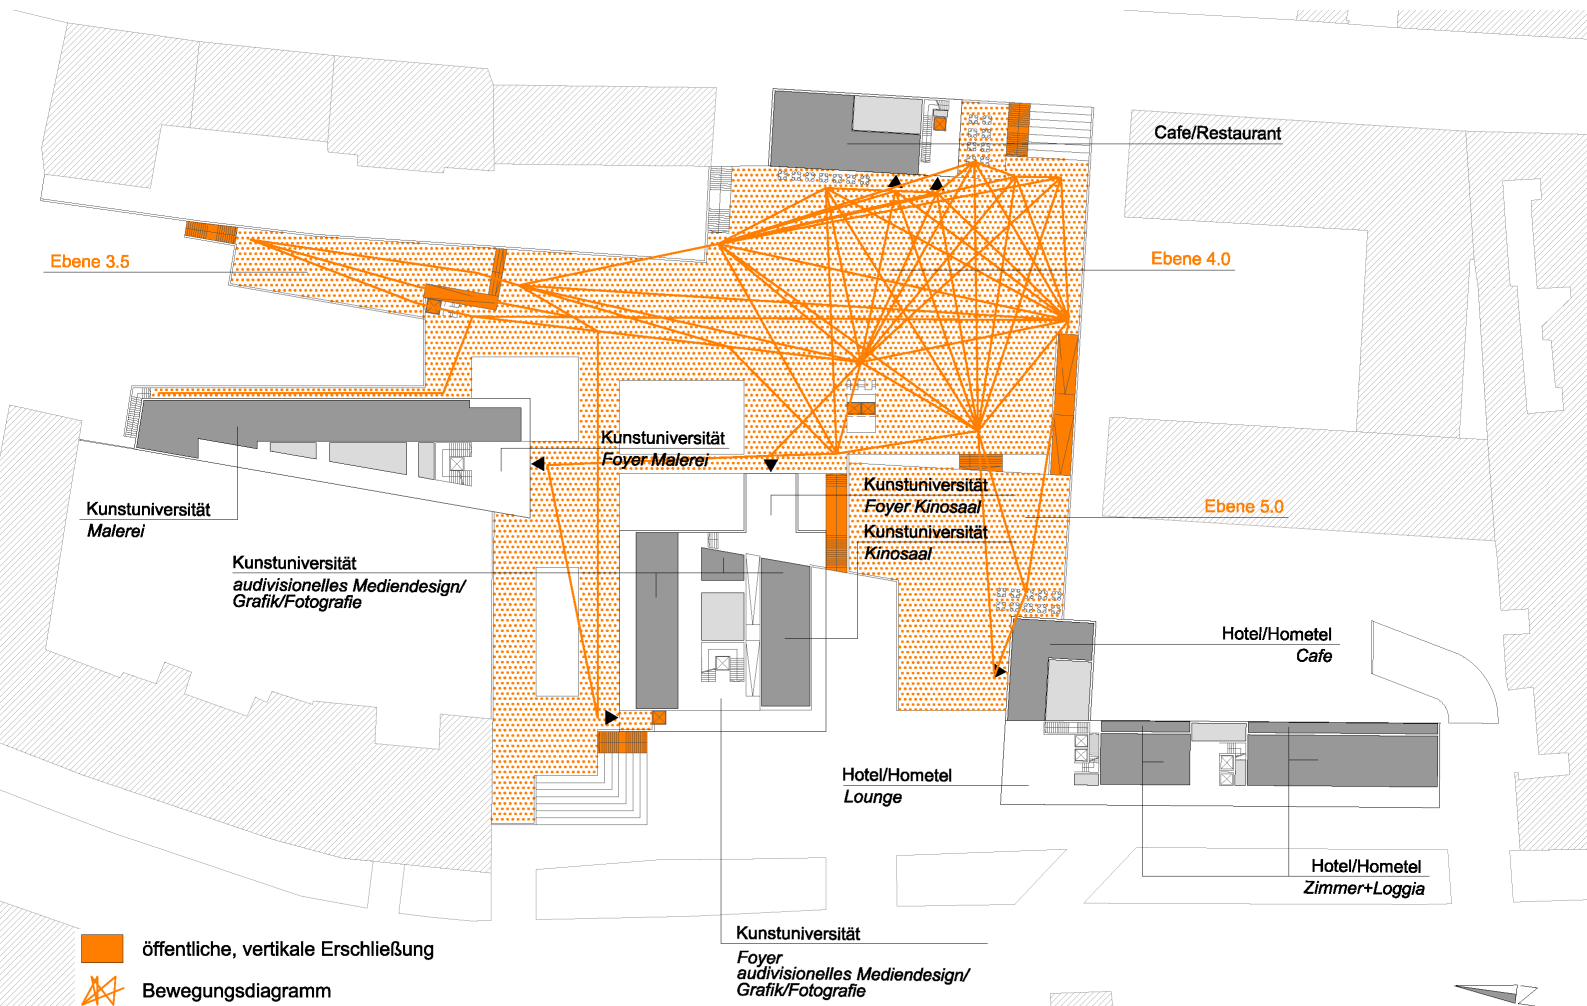 Cafe/Restaurant
Ebene 3.5
Ebene 4.0
Kunstuniversität
Foyer Malerei
Kunstuniversität
Foyer Kinosaal
Ebene 5.0
Kunstuniversität
Malerei
Kunstuniversität
Kinosaal
Kunstuniversität
audivisionelles Mediendesign/
Grafik/Fotografie
Hotel/Hometel
Cafe
Hotel/Hometel
Lounge
Hotel/Hometel
Zimmer+Loggia
Kunstuniversität
Foyer
audivisionelles Mediendesign/
Grafik/Fotografie
öffentliche, vertikale Erschließung
Bewegungsdiagramm